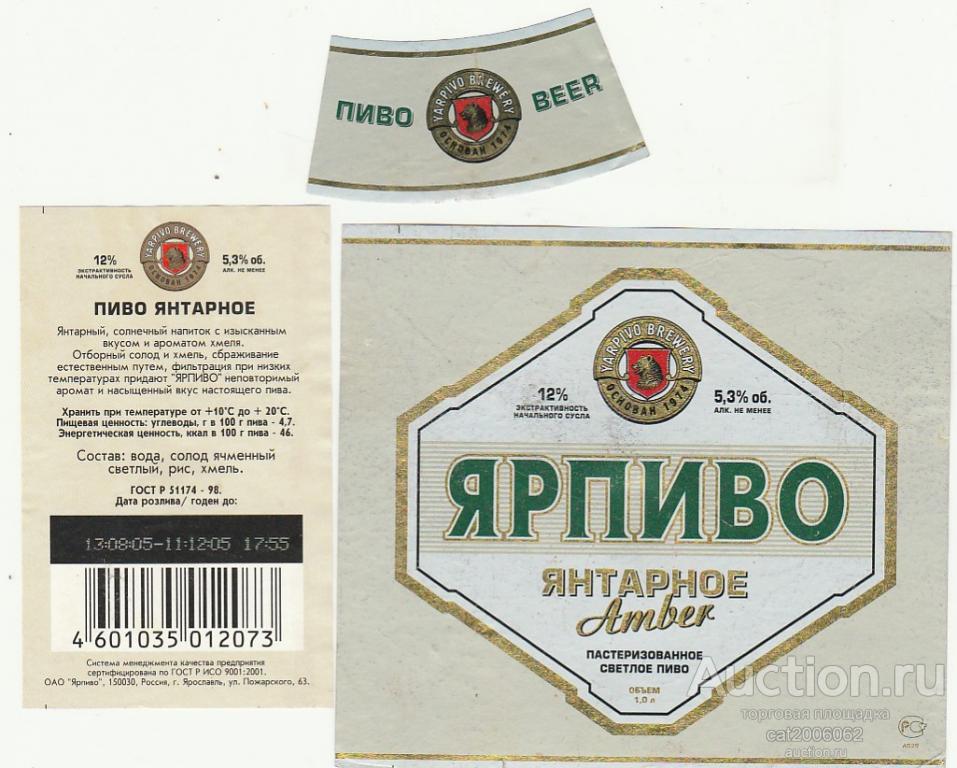 ПИВО
YARPIVO BREWERY
ОСНОВАН 1974
BEER
YARPIVO BREWERY
ОСНОВАН 1974
12%
ЭКСТРАКТИВНОСТЬ
НАЧАЛЬНОГО СУСЛА
5,3% об.
АЛК. НЕ МЕНЕЕ
ПИВО ЯНТАРНОЕ
Янтарный, солнечный напиток с изысканным
вкусом и ароматом хмеля.
Отборный солод и хмель, сбраживание
естественным путем, фильтрация при низких
температурах придают "ЯРПИВО" неповторимый
аромат и насыщенный вкус настоящего пива.
Хранить при температуре от +10°С до + 20°С.
Пищевая ценность: углеводы, г в 100 г пива - 4,7.
Энергетическая ценность, ккал в 100 г пива - 46.
Состав: вода, солод ячменный
светлый, рис, хмель.
ГОСТ Р 51174 - 98.
Дата розлива/ годен до:
13:08:05-11:12:05 17:55
4 601035 012073
Система менеджмента качества предприятия
сертифицирована по ГОСТ Р ИСО 9001:2001.
ОАО "Ярпиво", 150030, Россия, г. Ярославль, ул. Пожарского, 63.
YARPIVO BREWERY
ОСНОВАН 1974
12%
ЭКСТРАКТИВНОСТЬ
НАЧАЛЬНОГО СУСЛА
5,3% об.
АЛК. НЕ МЕНЕЕ
ЯРПИВО
ЯНТАРНОЕ
Amber
ПАСТЕРИЗОВАННОЕ
СВЕТЛОЕ ПИВО
ОБЪЕМ
1,0 л
Auction.ru
торговая площадка
cat2006062
auction.ru